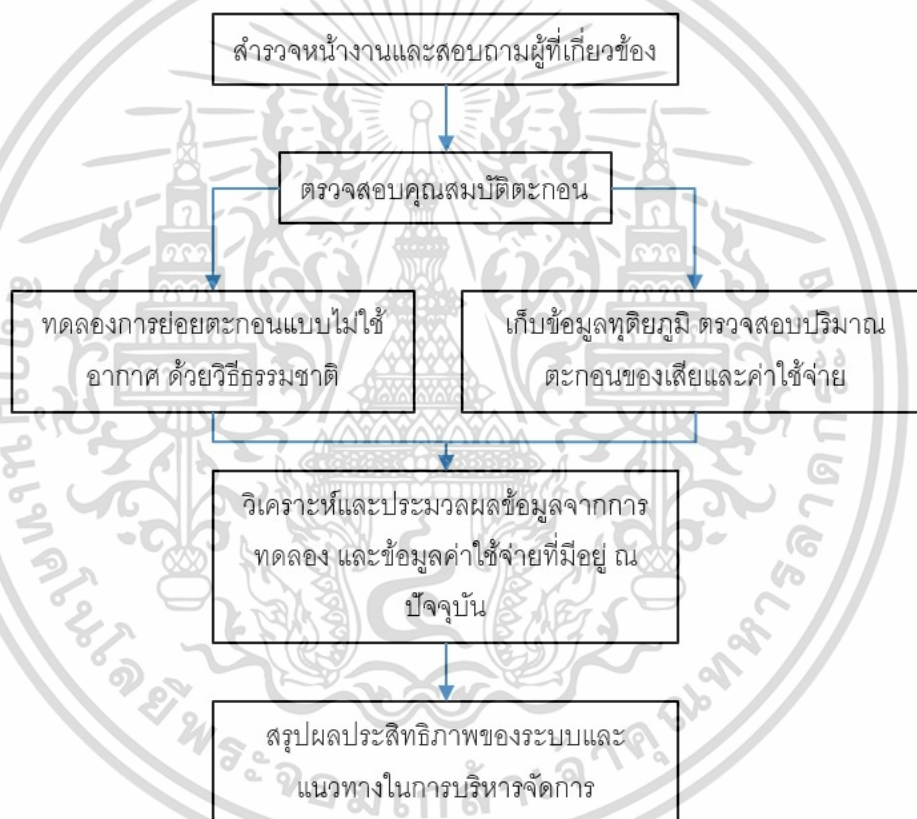 สำรวจหน้างานและสอบถามผู้ที่เกี่ยวข้อง
ตรวจสอบคุณสมบัติตะกอน
ทดลองการย่อยตะกอนแบบไม่ใช้
อากาศ ด้วยวิธีธรรมชาติ
เก็บข้อมูลทุติยภูมิ ตรวจสอบปริมาณ
ตะกอนของเสียและค่าใช้จ่าย
วิเคราะห์และประมวลผลข้อมูลจากการ
ทดลอง และข้อมูลค่าใช้จ่ายที่มีอยู่ ณ
ปัจจุบัน
สรุปผลประสิทธิภาพของระบบและ
แนวทางในการบริหารจัดการ